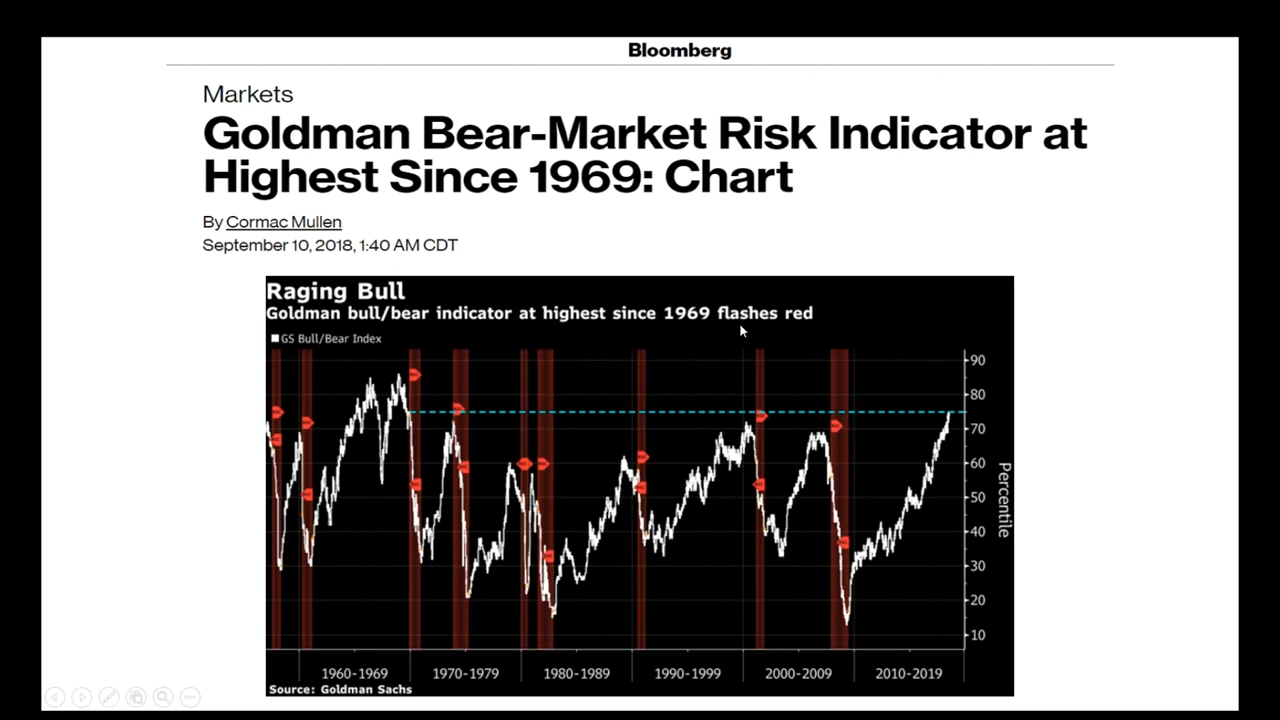 Bloomberg
Markets
Goldman Bear-Market Risk Indicator at
Highest Since 1969: Chart
By Cormac Mullen
September 10, 2018, 1:40 AM CDT
Raging Bull
Goldman bull/bear indicator at highest since 1969 flashes red
GS Bull/Bear Index
90
80
70
60
50
40
30
20
10
Percentile
1960-1969 1970-1979 1980-1989 1990-1999 2000-2009 2010-2019
Source: Goldman Sachs